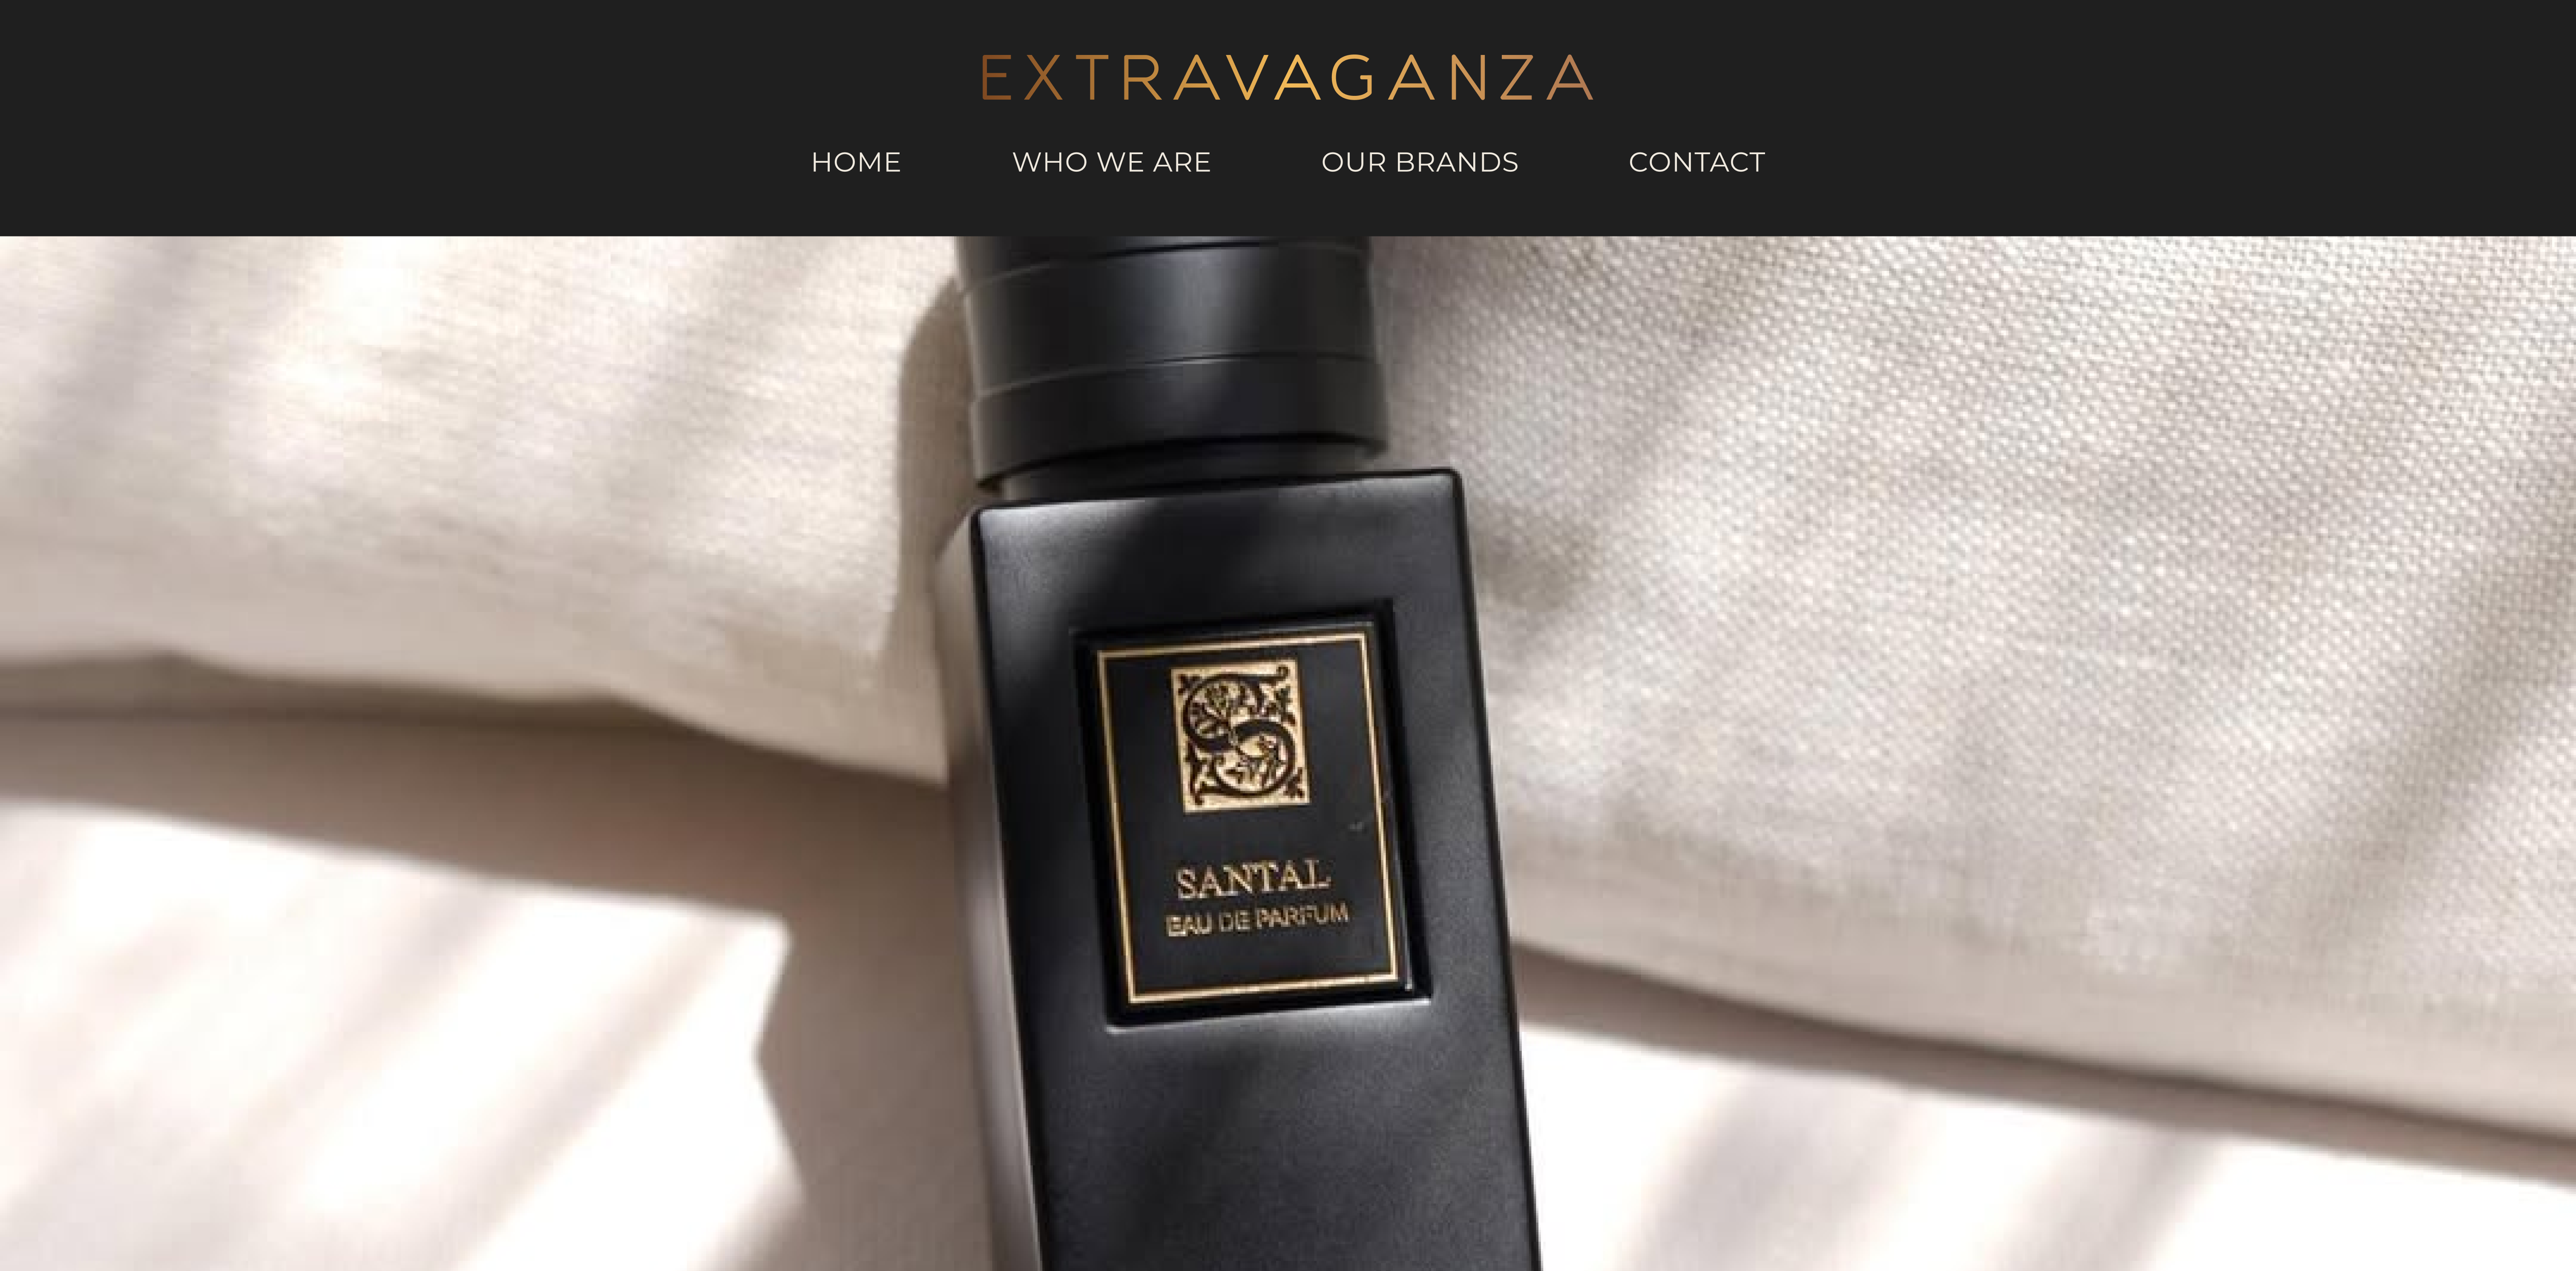 EXTRAVAGANZA
HOME WHO WE ARE OUR BRANDS CONTACT
S
SANTAL
EAU DE PARFUM